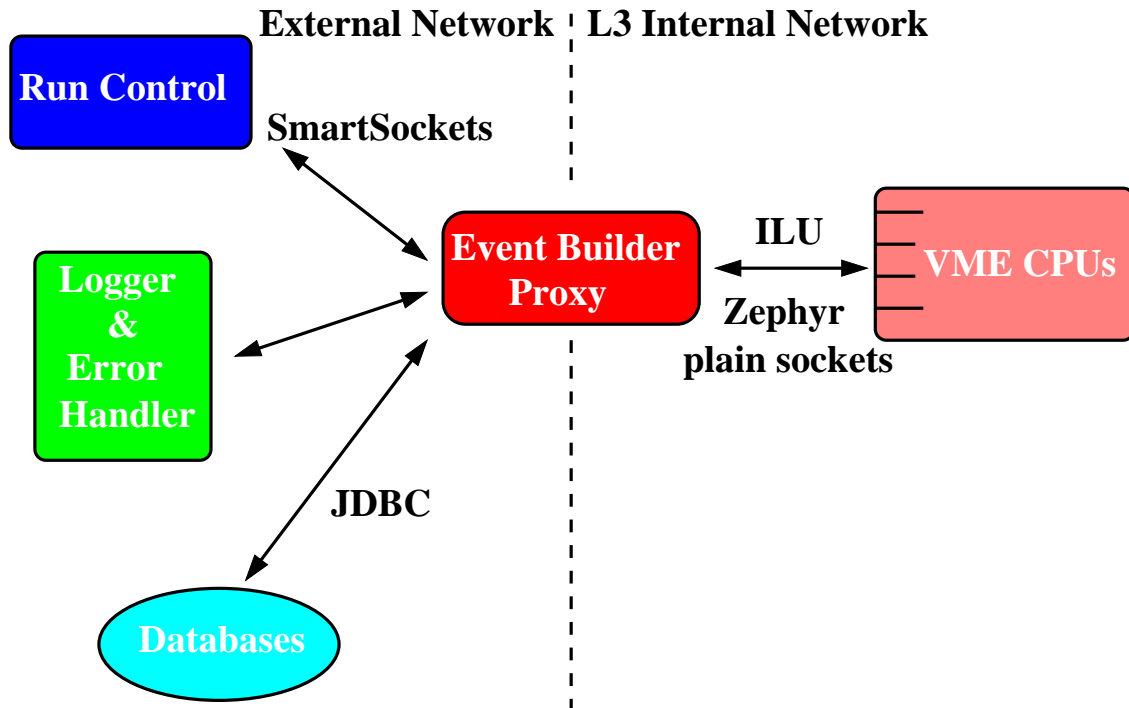 External Network
L3 Internal Network
Run Control
SmartSockets
Event Builder
Proxy
ILU
VME CPUs
Logger
&
Error
Handler
Zephyr
plain sockets
JDBC
Databases